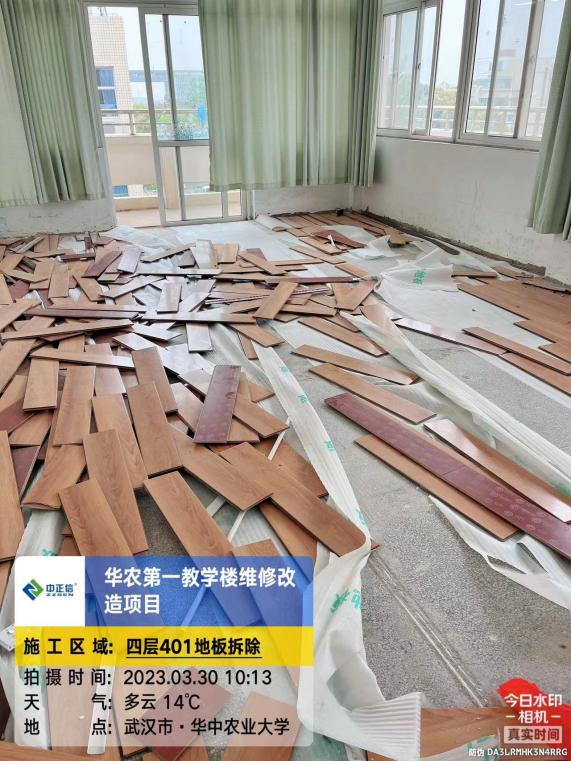 中正信
ZZSEN
华农第一教学楼维修改
造项目
施工区域: 四层401地板拆除
拍摄时间: 2023.03.30 10:13
天气: 多云 14℃
地点: 武汉市·华中农业大学
今日水印
-相机-
真实时间
防伪 DA3LRMHK3N4RRG